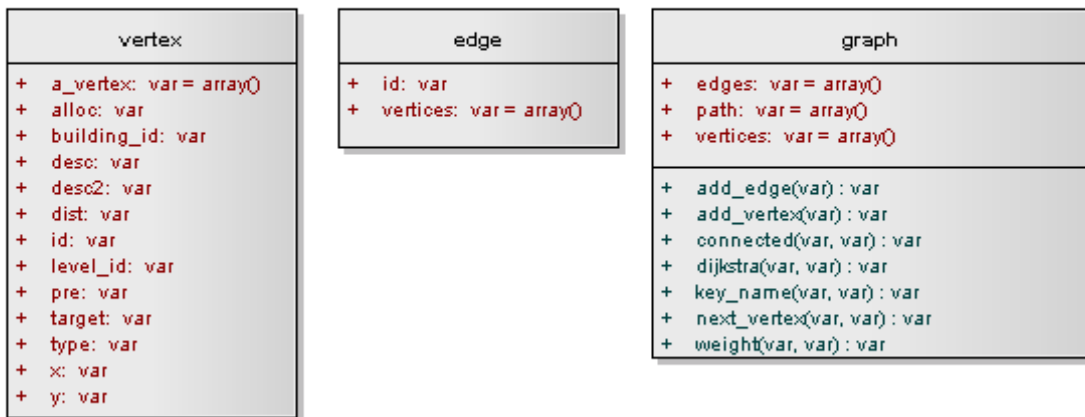 vertex
+ a_vertex: var = array()
+ alloc: var
+ building_id: var
+ desc: var
+ desc2: var
+ dist: var
+ id: var
+ level_id: var
+ pre: var
+ target: var
+ type: var
+ x: var
+ y: var
edge
+ id: var
+ vertices: var = array()
graph
+ edges: var = array()
+ path: var = array()
+ vertices: var = array()
+ add_edge(var) : var
+ add_vertex(var) : var
+ connected(var, var) : var
+ dijkstra(var, var) : var
+ key_name(var, var) : var
+ next_vertex(var, var) : var
+ weight(var, var) : var